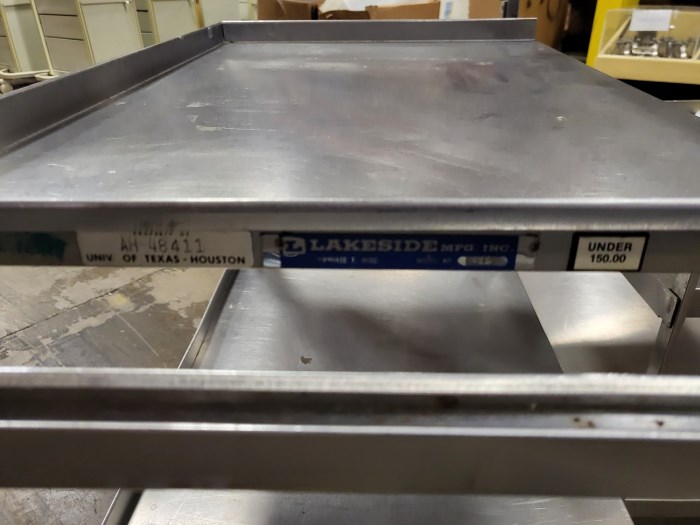 AH 48411
UNIV. OF TEXAS - HOUSTON
L LAKESIDE MFG. INC.
UNDER
150.00